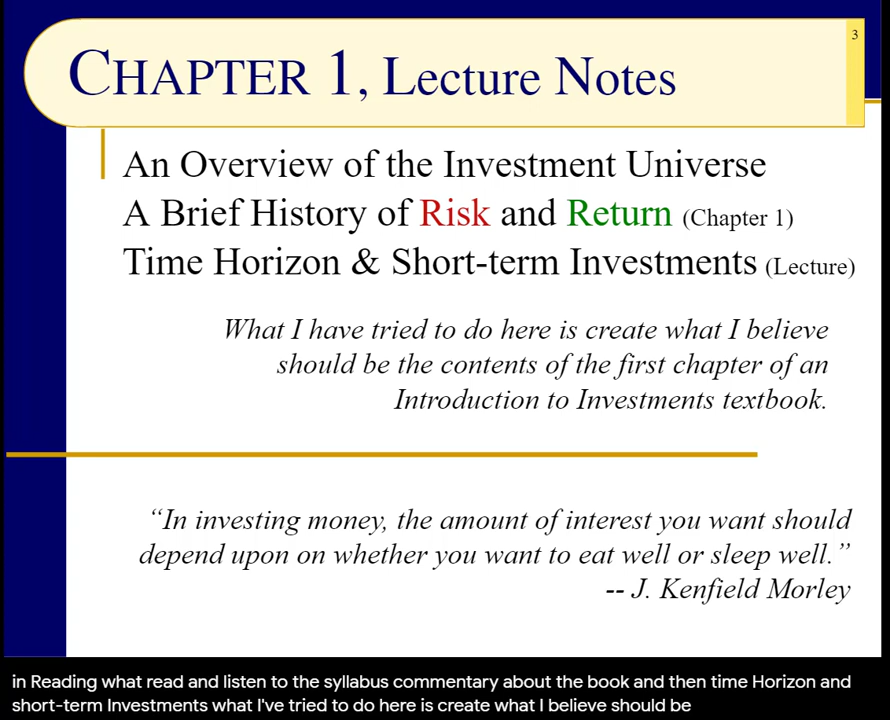 3
CHAPTER 1, Lecture Notes
An Overview of the Investment Universe
A Brief History of Risk and Return (Chapter 1)
Time Horizon & Short-term Investments (Lecture)
What I have tried to do here is create what I believe
should be the contents of the first chapter of an
Introduction to Investments textbook.
“In investing money, the amount of interest you want should
depend upon on whether you want to eat well or sleep well.”
-- J. Kenfield Morley
in Reading what read and listen to the syllabus commentary about the book and then time Horizon and
short-term Investments what I've tried to do here is create what I believe should be